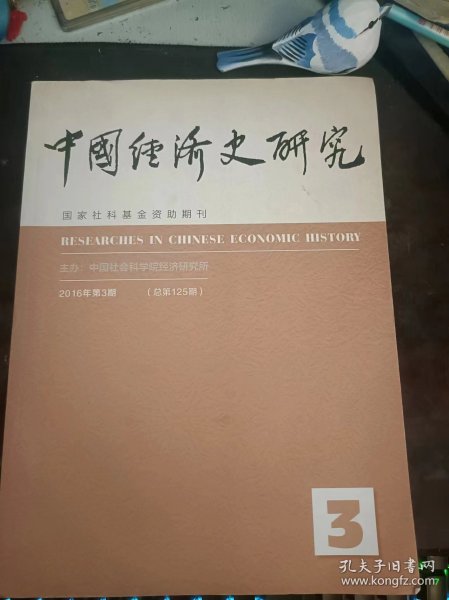 中國經濟史研究
国家社科基金资助期刊
RESEARCHES IN CHINESE ECONOMIC HISTORY
主办：中国社会科学院经济研究所
2016年第3期 （总第125期）
3
孔夫子旧书网
www.kongfz.com